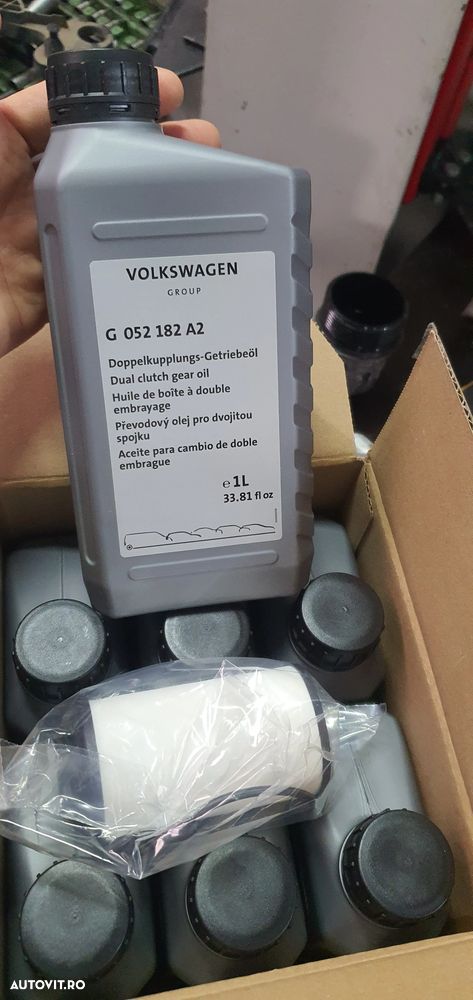 VOLKSWAGEN
GROUP
G 052 182 A2
Doppelkupplungs-Getriebeöl
Dual clutch gear oil
Huile de boîte à double
embrayage
Převodový olej pro dvojitou
spojku
Aceite para cambio de doble
embrague
℮ 1L
33.81 fl oz
AUTOVIT.RO